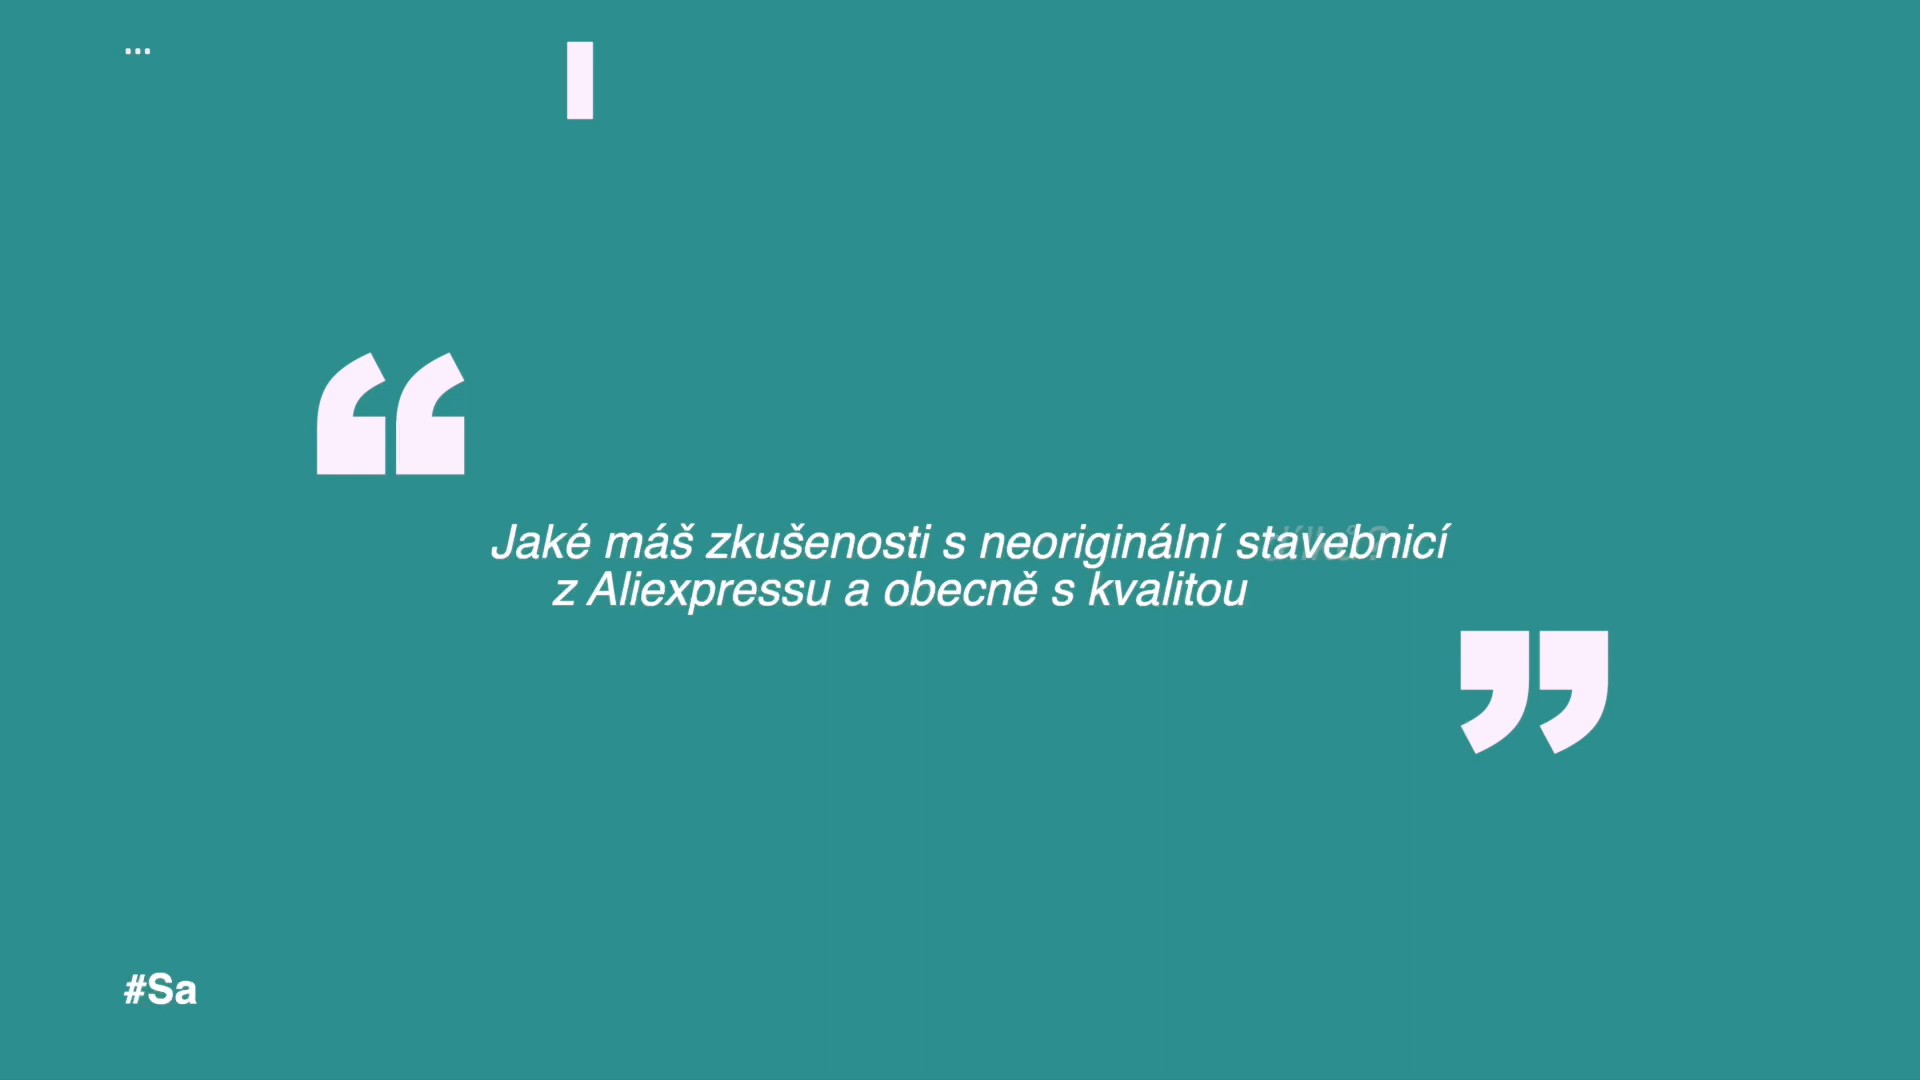 ...
I
“
Jaké máš zkušenosti s neoriginální stavebnicí
z Aliexpressu a obecně s kvalitou
”
#Sa